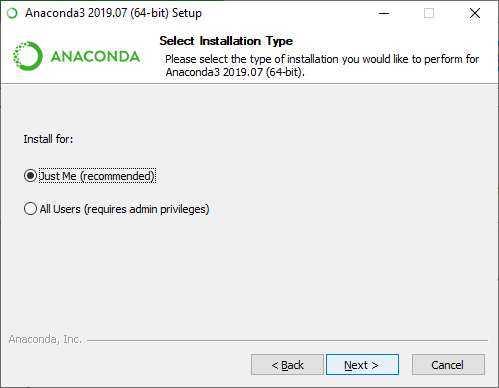 Anaconda3 2019.07 (64-bit) Setup
ANACONDA
Select Installation Type
Please select the type of installation you would like to perform for
Anaconda3 2019.07 (64-bit).
Install for:
Just Me (recommended)
All Users (requires admin privileges)
Anaconda, Inc.
< Back
Next >
Cancel